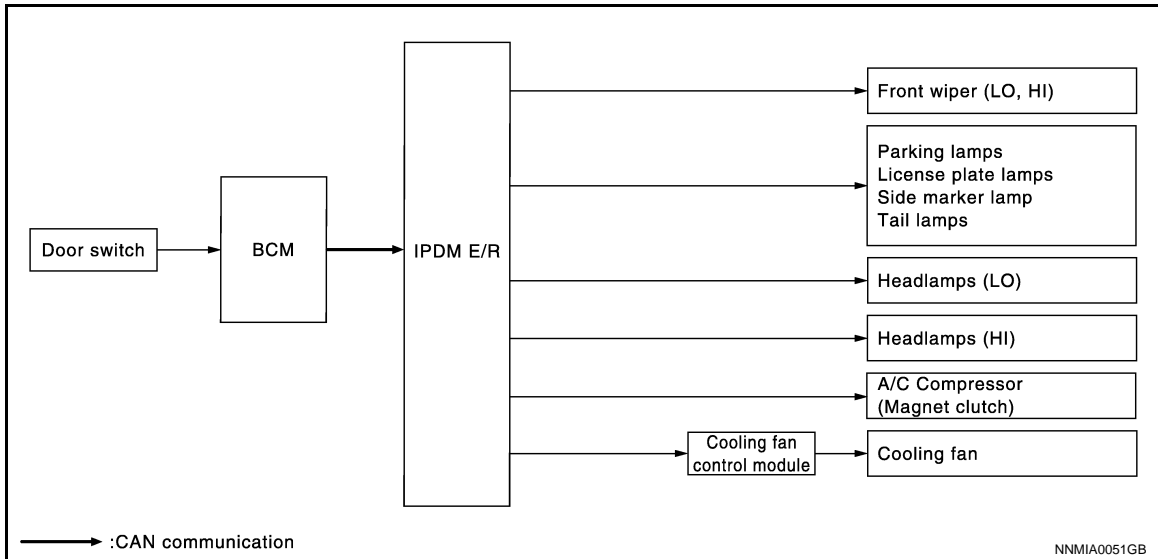 Door switch
BCM
IPDM E/R
Front wiper (LO, HI)
Parking lamps
License plate lamps
Side marker lamp
Tail lamps
Headlamps (LO)
Headlamps (HI)
A/C Compressor
(Magnet clutch)
Cooling fan
control module
Cooling fan
:CAN communication
NNMIA0051GB